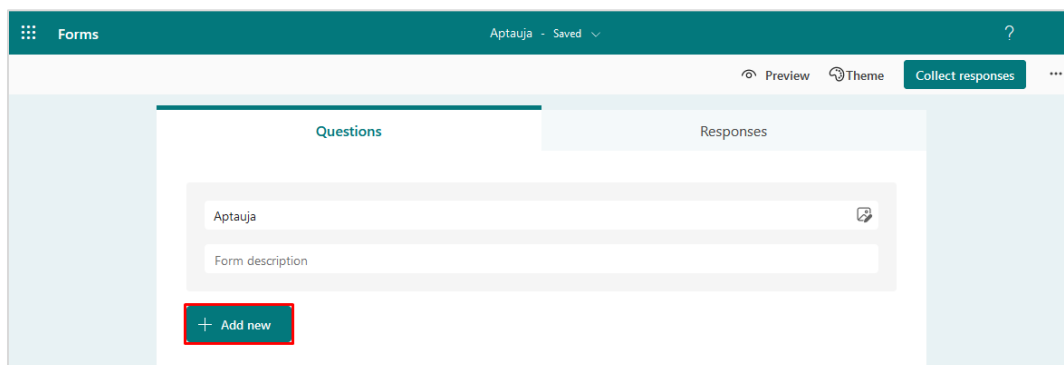 Forms
Aptauja - Saved
?
Preview
Theme
Collect responses
Questions
Responses
Aptauja
Form description
+ Add new